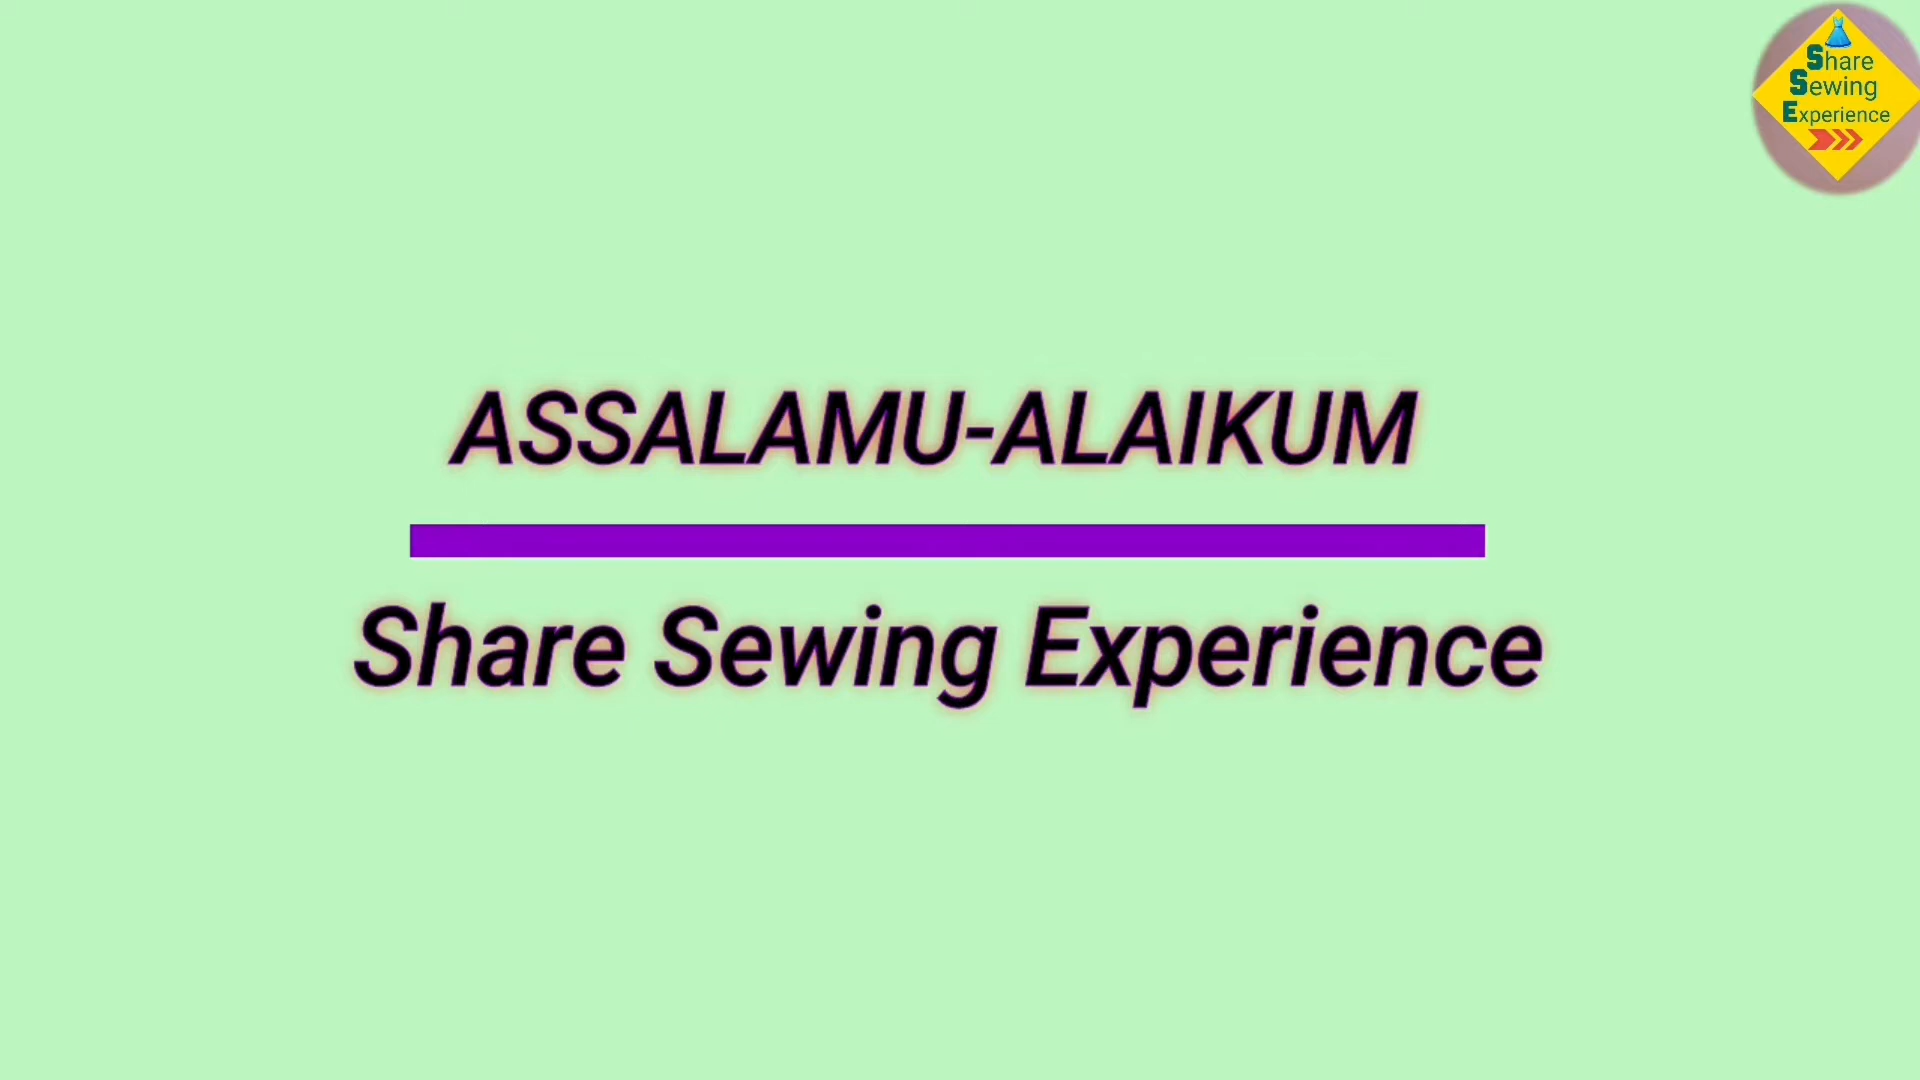 Share
Sewing
Experience
ASSALAMU-ALAIKUM
Share Sewing Experience